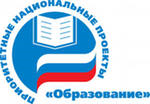 ПРИОРИТЕТНЫЕ НАЦИОНАЛЬНЫЕ ПРОЕКТЫ
«Образование»